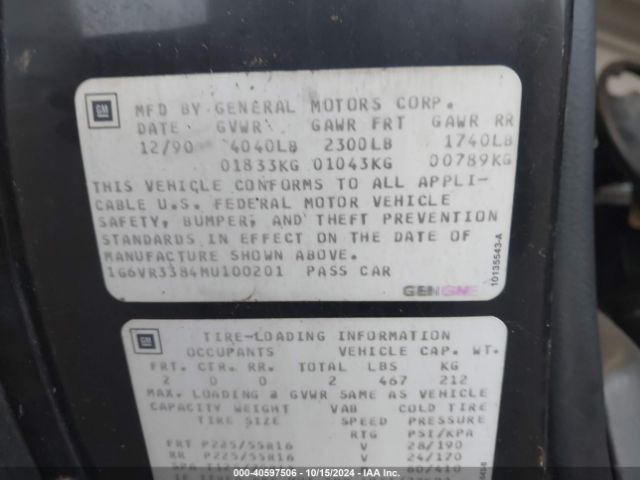 GM
MFD BY GENERAL MOTORS CORP.
DATE GVWR GAWR FRT GAWR RR
12/90 4040LB 2300LB 1740LB
01833KG 01043KG 00789KG
THIS VEHICLE CONFORMS TO ALL APPLI-
CABLE U.S. FEDERAL MOTOR VEHICLE
SAFETY, BUMPER, AND THEFT PREVENTION
STANDARDS IN EFFECT ON THE DATE OF
MANUFACTURE SHOWN ABOVE.
1G6VR3384MU100201 PASS CAR
GENGME
10135543-A
GM
TIRE-LOADING INFORMATION
OCCUPANTS VEHICLE CAP. WT.
FRT. CTR. RR. TOTAL LBS KG
2 0 0 2 467 212
MAX. LOADING @ GVWR SAME AS VEHICLE
CAPACITY WEIGHT VAB COLD TIRE
TIRE SIZE SPEED PRESSURE
RTG PSI/KPA
FRT P225/55R16 V 28/190
RR P225/55R16 V 24/170
60/410
Stock: 40597506 - 10/15/2024 - IAA Inc.